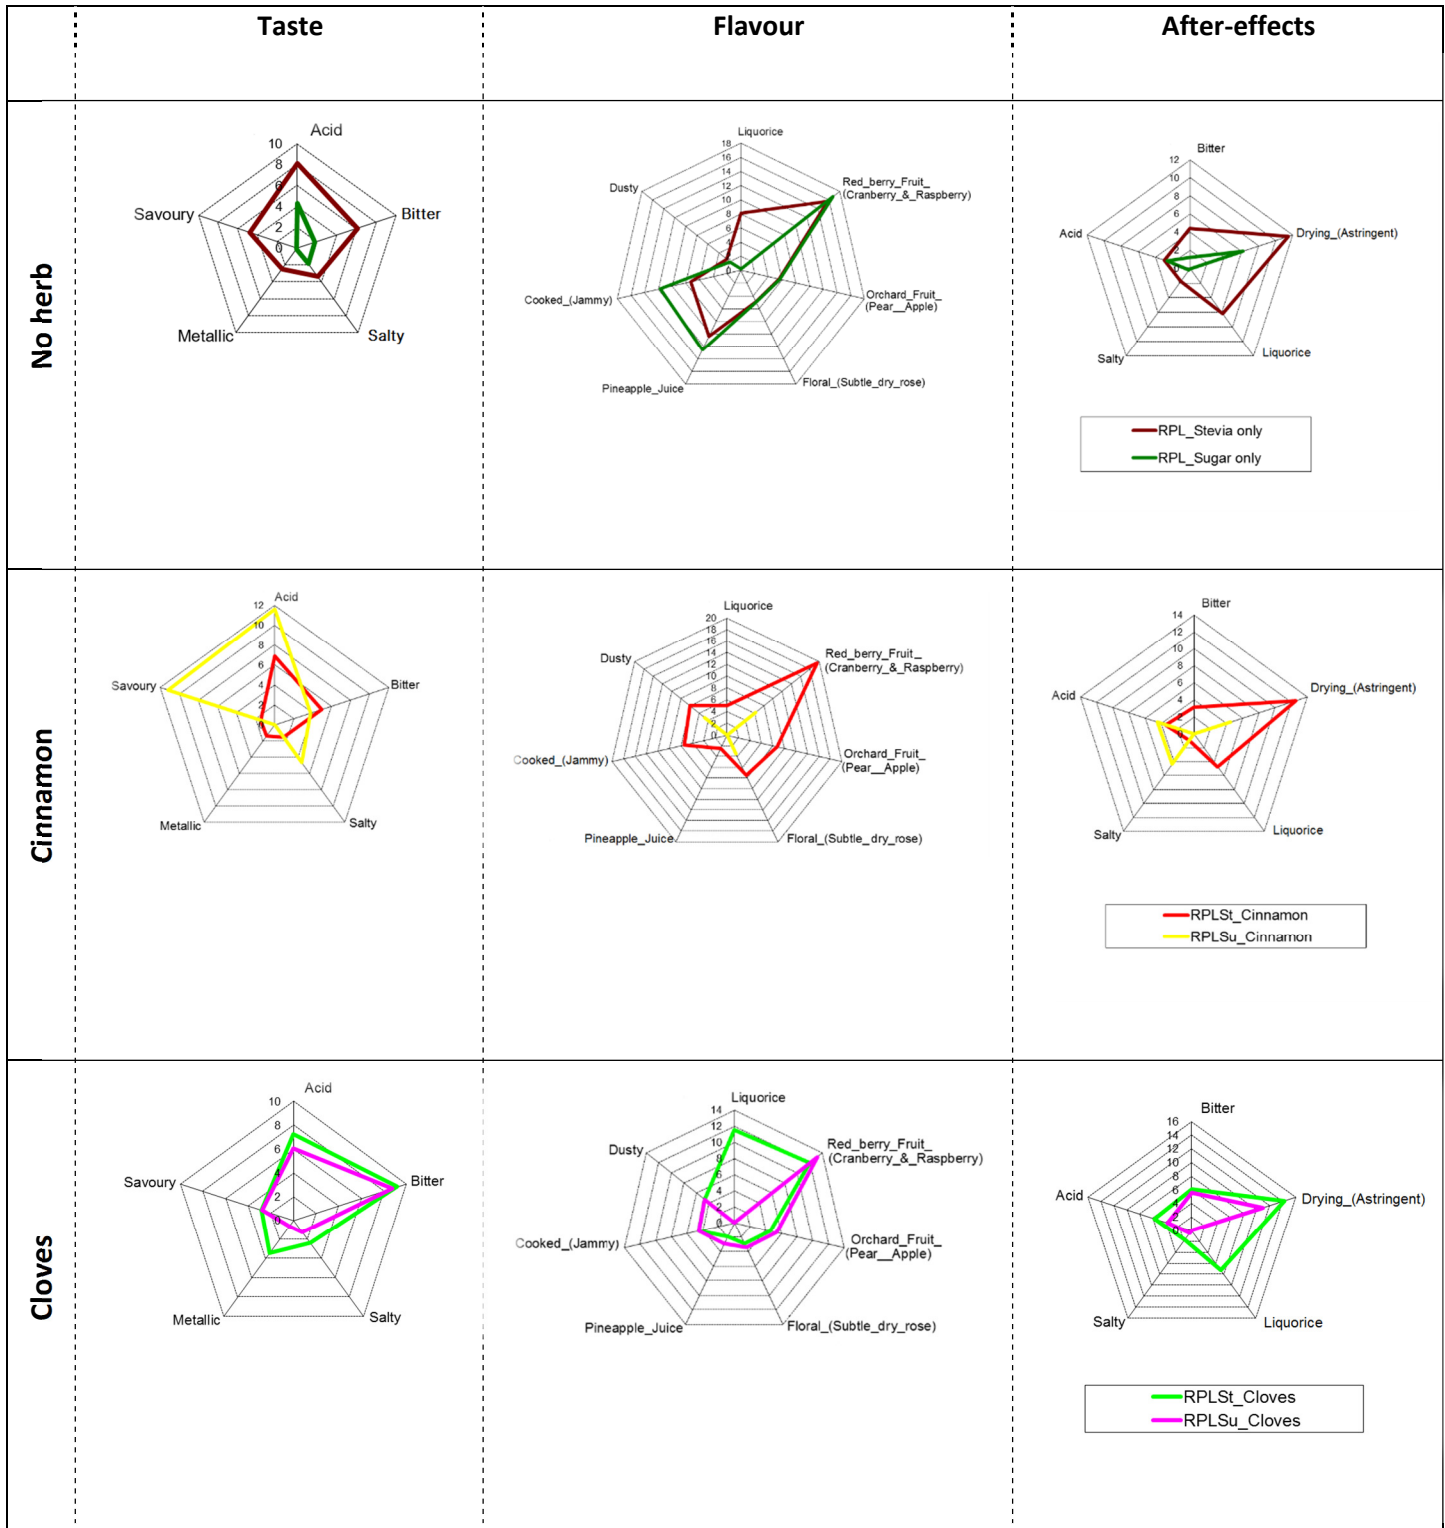 Taste
Flavour
After-effects
No herb
Acid
10
8
6
4
2
0
Savoury
Bitter
Metallic
Salty
Liquorice
18
16
14
12
10
8
6
4
2
0
Dusty
Red_berry_Fruit_
(Cranberry_&_Raspberry)
Cooked_(Jammy)
Orchard_Fruit_
(Pear__Apple)
Pineapple_Juice
Floral_(Subtle_dry_rose)
Bitter
12
10
8
6
4
2
0
Acid
Drying_(Astringent)
Salty
Liquorice
RPL_Stevia only
RPL_Sugar only
Cinnamon
Acid
12
10
8
6
4
2
0
Savoury
Bitter
Metallic
Salty
Liquorice
20
18
16
14
12
10
8
6
4
2
0
Dusty
Red_berry_Fruit_
(Cranberry_&_Raspberry)
Cooked_(Jammy)
Orchard_Fruit_
(Pear__Apple)
Pineapple_Juice
Floral_(Subtle_dry_rose)
Bitter
14
12
10
8
6
4
2
0
Acid
Drying_(Astringent)
Salty
Liquorice
RPLSt_Cinnamon
RPLSu_Cinnamon
Cloves
Acid
10
8
6
4
2
0
Savoury
Bitter
Metallic
Salty
Liquorice
14
12
10
8
6
4
2
0
Dusty
Red_berry_Fruit_
(Cranberry_&_Raspberry)
Cooked_(Jammy)
Orchard_Fruit_
(Pear__Apple)
Pineapple_Juice
Floral_(Subtle_dry_rose)
Bitter
16
14
12
10
8
6
4
2
0
Acid
Drying_(Astringent)
Salty
Liquorice
RPLSt_Cloves
RPLSu_Cloves